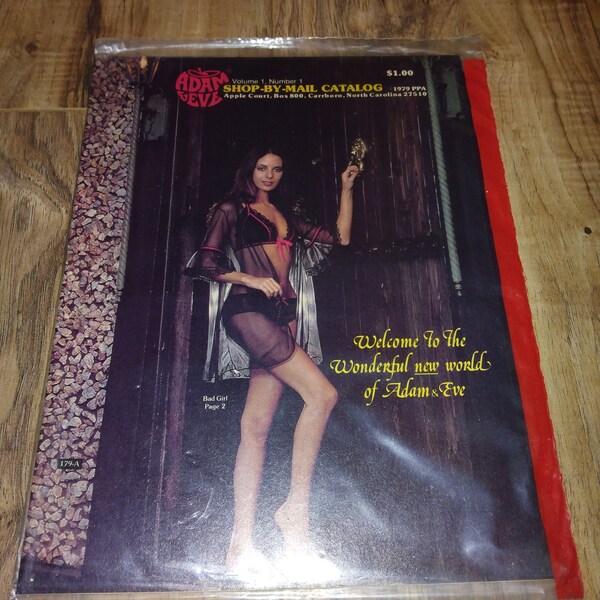 ADAM
& EVE
Volume 1, Number 1
$1.00
SHOP-BY-MAIL CATALOG
1979 PPA
Apple Court, Box 800, Carrboro, North Carolina 27510
Welcome To The
Wonderful new world
of Adam & Eve
Bad Girl
Page 2
179-A